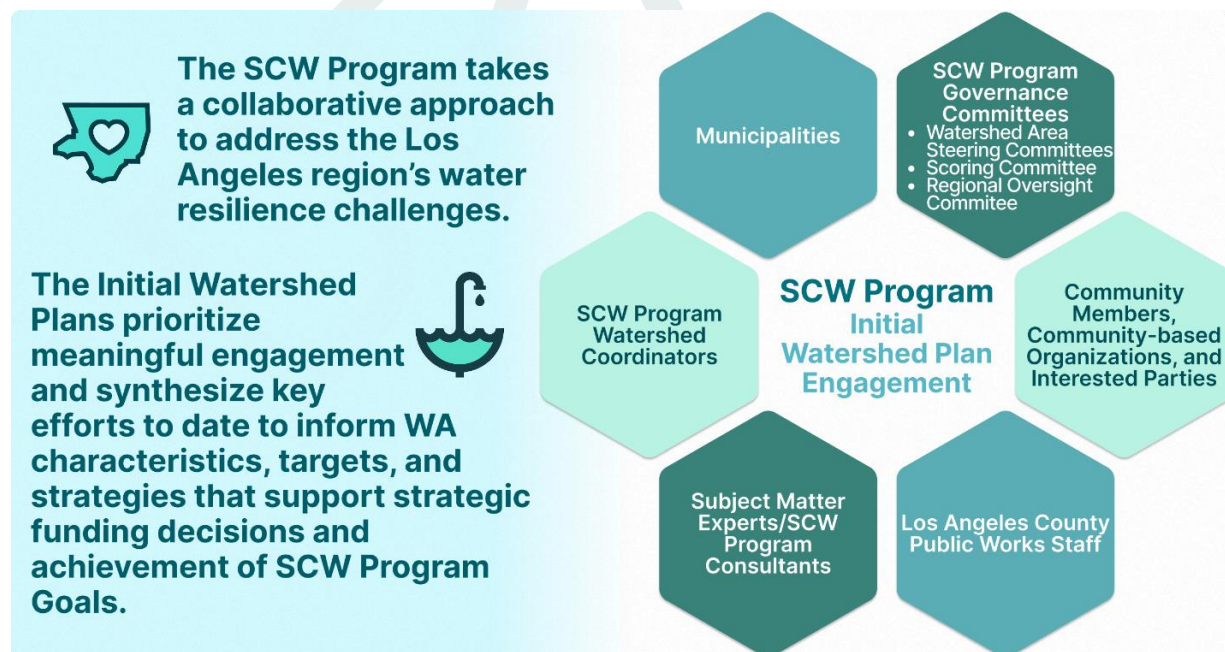 The SCW Program takes
a collaborative approach
to address the Los
Angeles region's water
resilience challenges.
The Initial Watershed
Plans prioritize
meaningful engagement
and synthesize key
efforts to date to inform WA
characteristics, targets, and
strategies that support strategic
funding decisions and
achievement of SCW Program
Goals.
Municipalities
SCW Program
Governance
Committees
• Watershed Area
Steering Committees
• Scoring Committee
• Regional Oversight
Commitee
SCW Program
Watershed
Coordinators
SCW Program
Initial
Watershed Plan
Engagement
Community
Members,
Community-based
Organizations, and
Interested Parties
Subject Matter
Experts/SCW
Program
Consultants
Los Angeles County
Public Works Staff